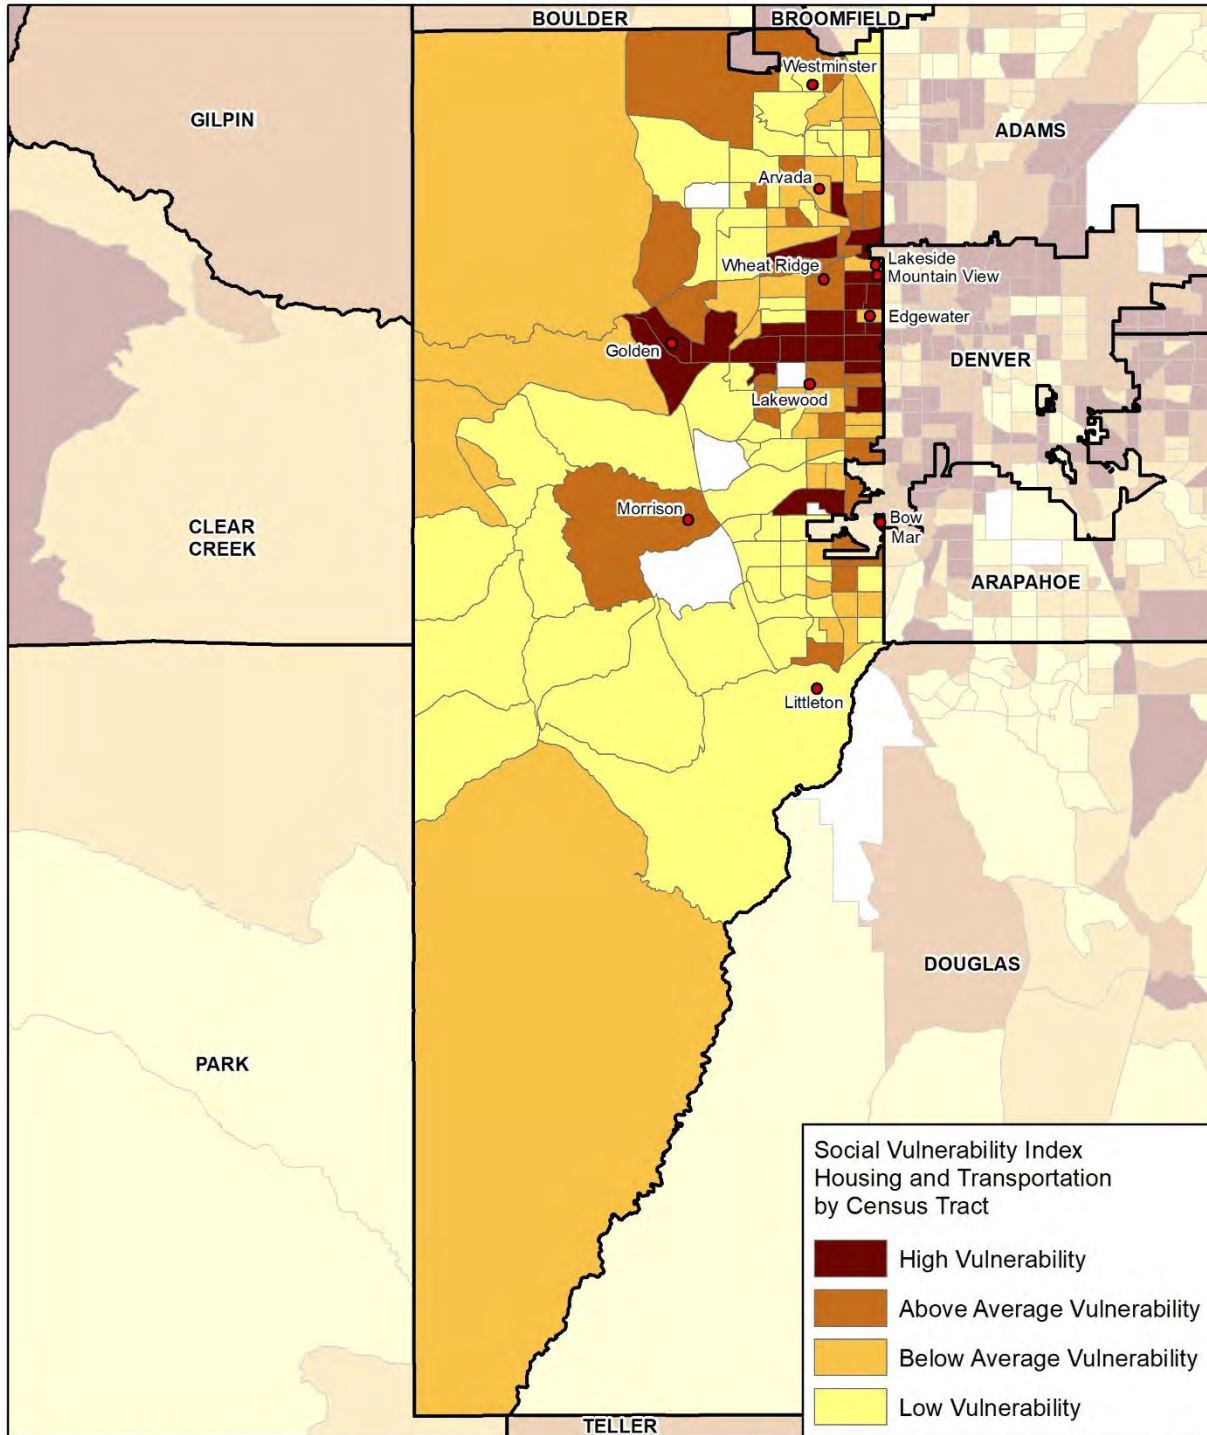 BOULDER
BROOMFIELD
Westminster
GILPIN
ADAMS
Arvada
Lakeside
Wheat Ridge
Mountain View
Edgewater
Golden
DENVER
Lakewood
Morrison
Bow
Mar
CLEAR
CREEK
ARAPAHOE
Littleton
DOUGLAS
PARK
Social Vulnerability Index
Housing and Transportation
by Census Tract
High Vulnerability
Above Average Vulnerability
Below Average Vulnerability
Low Vulnerability
TELLER